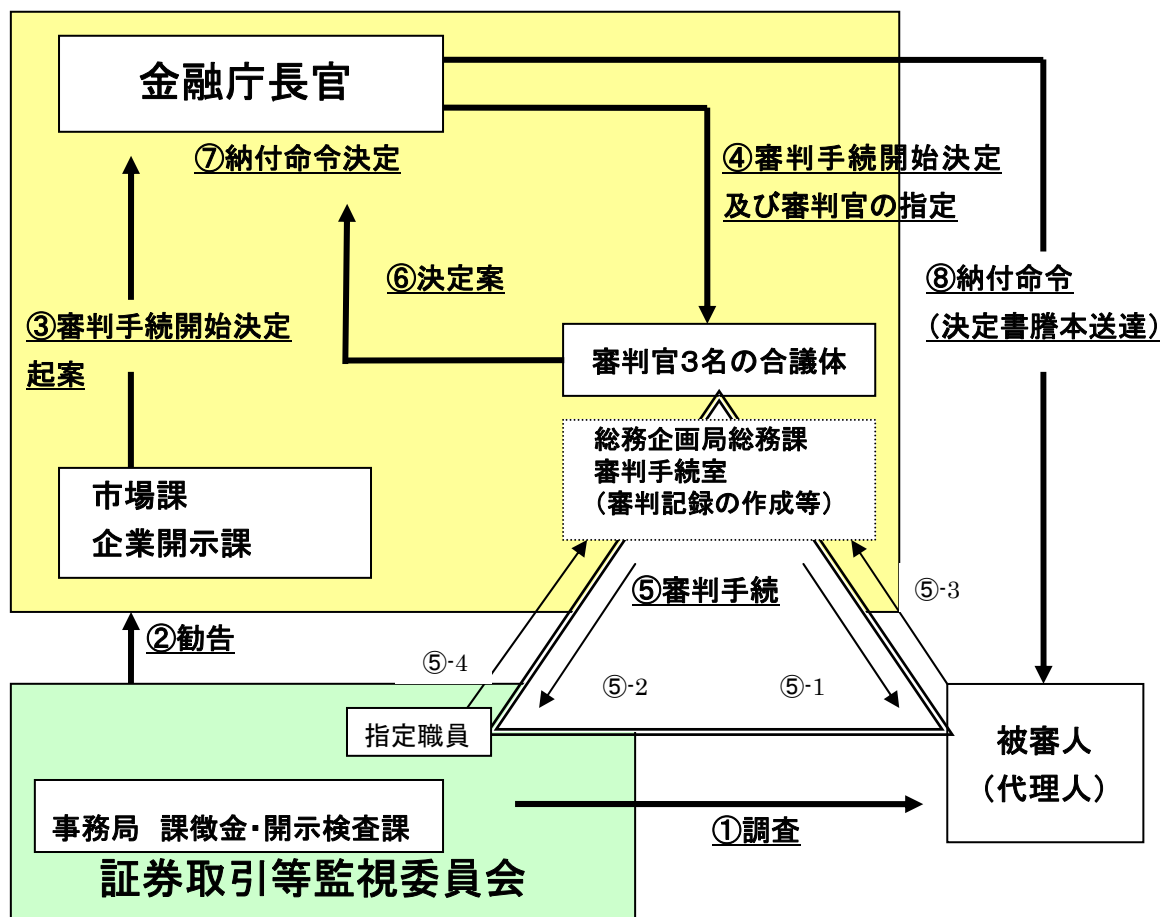 金融庁長官
⑦納付命令決定
④審判手続開始決定
及び審判官の指定
⑥決定案
⑧納付命令
（決定書謄本送達）
③審判手続開始決定
起案
審判官3名の合議体
総務企画局総務課
審判手続室
（審判記録の作成等）
市場課
企業開示課
⑤審判手続
⑤-3
②勧告
⑤-4
⑤-2
⑤-1
指定職員
被審人
（代理人）
事務局　課徴金・開示検査課
①調査
証券取引等監視委員会